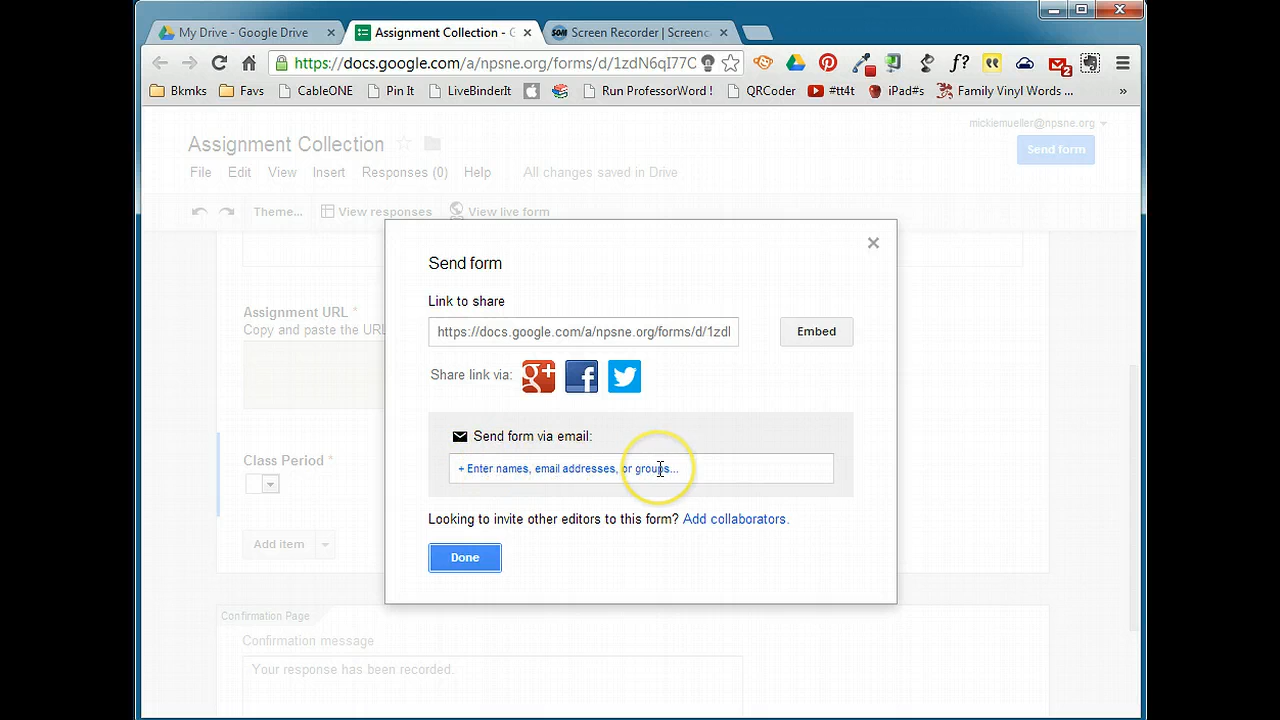 My Drive - Google Drive
Assignment Collection - G
Screen Recorder | Screenc
https://docs.google.com/a/npsne.org/forms/d/1zdN6qI77C
f?
2
Bkmks
Favs
CableONE
Pin It
LiveBinderIt
Run ProfessorWord !
QRCoder
#tt4t
iPad#s
Family Vinyl Words ...
»
mickiemueller@npsne.org
Assignment Collection
Send form
File
Edit
View
Insert
Responses (0)
Help
All changes saved in Drive
Theme...
View responses
View live form
Send form
Link to share
https://docs.google.com/a/npsne.org/forms/d/1zdl
Embed
Share link via:
Send form via email:
+ Enter names, email addresses, or groups...
Looking to invite other editors to this form? Add collaborators.
Done
Assignment URL *
Copy and paste the URL
Class Period *
Add item
Confirmation Page
Confirmation message
Your response has been recorded.